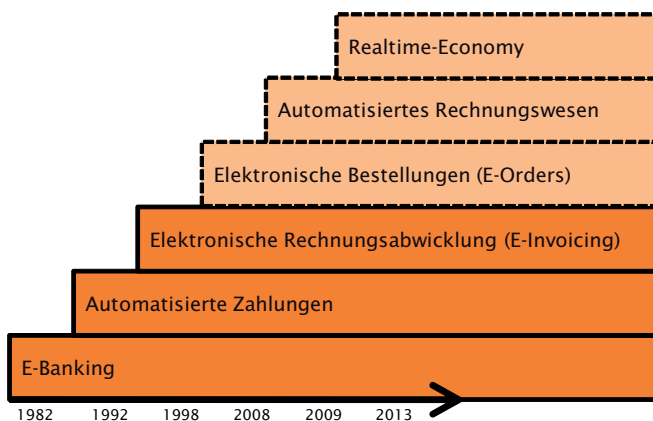 Realtime-Economy
Automatisiertes Rechnungswesen
Elektronische Bestellungen (E-Orders)
Elektronische Rechnungsabwicklung (E-Invoicing)
Automatisierte Zahlungen
E-Banking
1982 1992 1998 2008 2009 2013